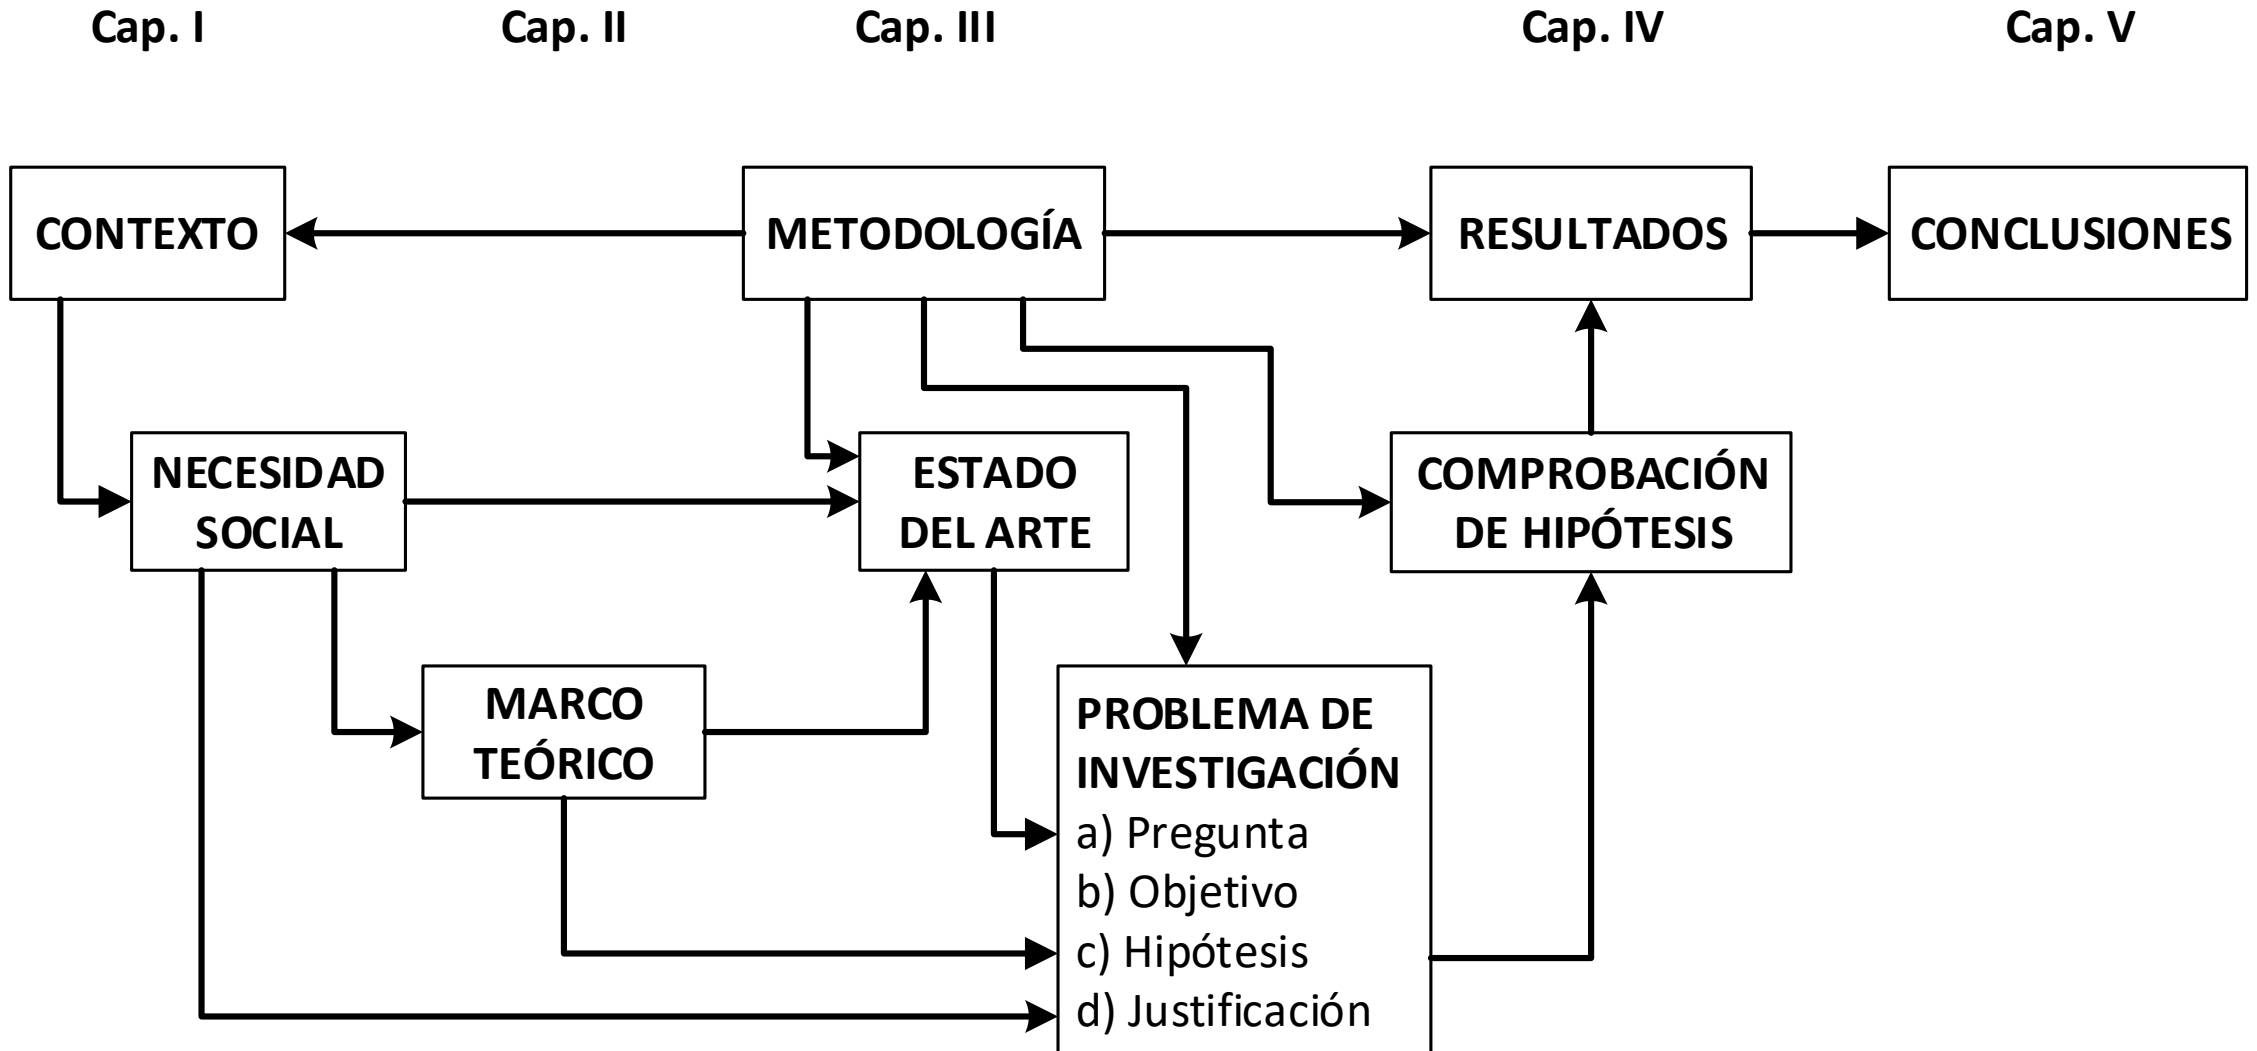 Cap. I
Cap. II
Cap. III
Cap. IV
Cap. V
CONTEXTO
METODOLOGÍA
RESULTADOS
CONCLUSIONES
NECESIDAD
SOCIAL
ESTADO
DEL ARTE
COMPROBACIÓN
DE HIPÓTESIS
MARCO
TEÓRICO
PROBLEMA DE
INVESTIGACIÓN
a) Pregunta
b) Objetivo
c) Hipótesis
d) Justificación